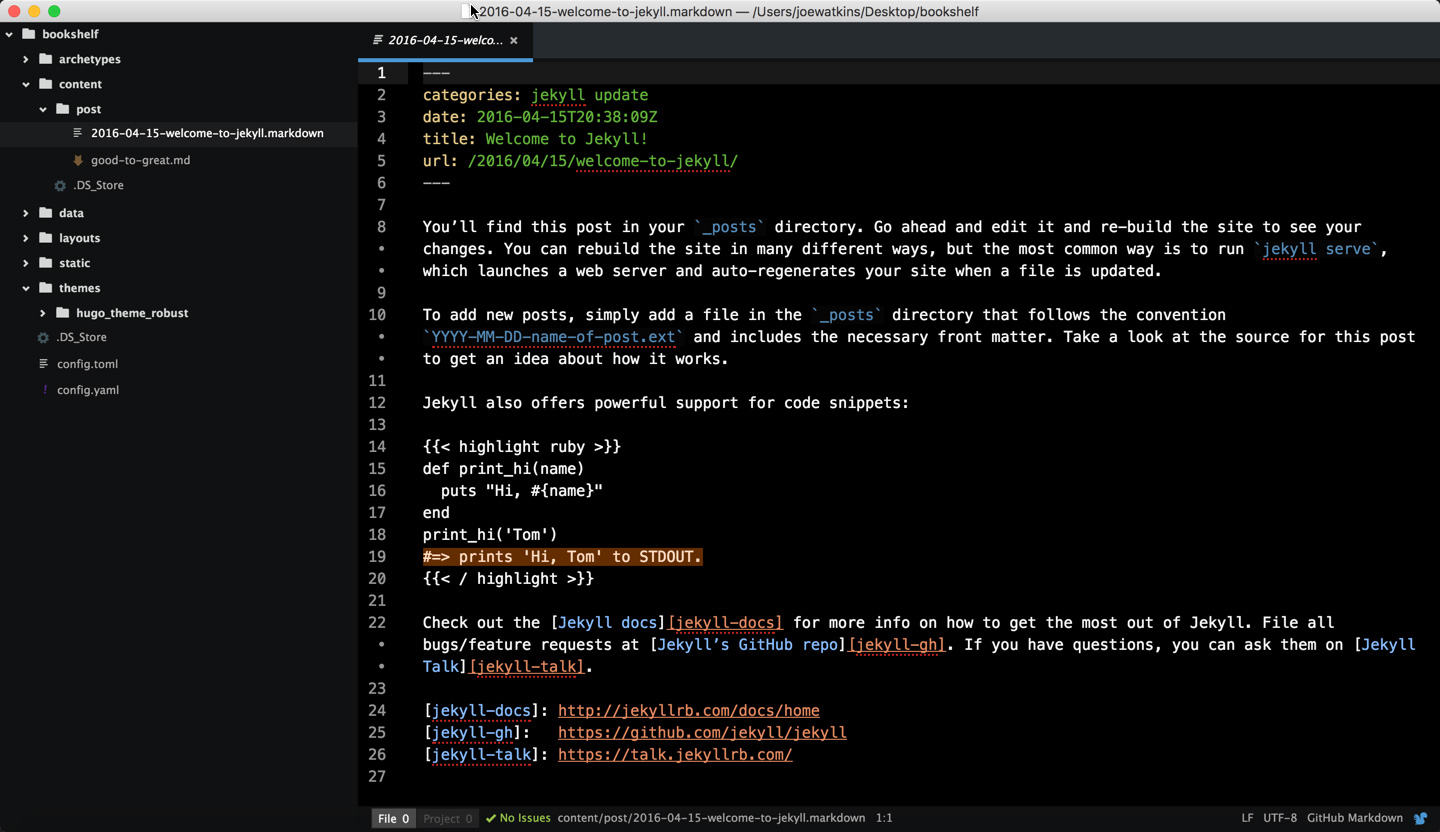 2016-04-15-welcome-to-jekyll.markdown — /Users/joewatkins/Desktop/bookshelf
bookshelf
archetypes
content
post
2016-04-15-welcome-to-jekyll.markdown
good-to-great.md
.DS_Store
data
layouts
static
themes
hugo_theme_robust
.DS_Store
config.toml
! config.yaml
2016-04-15-welco... ×
1 ---
2 categories: jekyll update
3 date: 2016-04-15T20:38:09Z
4 title: Welcome to Jekyll!
5 url: /2016/04/15/welcome-to-jekyll/
6 ---
7
8 You’ll find this post in your `_posts` directory. Go ahead and edit it and re-build the site to see your
• changes. You can rebuild the site in many different ways, but the most common way is to run `jekyll serve`,
• which launches a web server and auto-regenerates your site when a file is updated.
9
10 To add new posts, simply add a file in the `_posts` directory that follows the convention
• `YYYY-MM-DD-name-of-post.ext` and includes the necessary front matter. Take a look at the source for this post
• to get an idea about how it works.
11
12 Jekyll also offers powerful support for code snippets:
13
14 {{< highlight ruby >}}
15 def print_hi(name)
16   puts "Hi, #{name}"
17 end
18 print_hi('Tom')
19 #=> prints 'Hi, Tom' to STDOUT.
20 {{< / highlight >}}
21
22 Check out the [Jekyll docs][jekyll-docs] for more info on how to get the most out of Jekyll. File all
• bugs/feature requests at [Jekyll’s GitHub repo][jekyll-gh]. If you have questions, you can ask them on [Jekyll
• Talk][jekyll-talk].
23
24 [jekyll-docs]: http://jekyllrb.com/docs/home
25 [jekyll-gh]:   https://github.com/jekyll/jekyll
26 [jekyll-talk]: https://talk.jekyllrb.com/
27
File 0 Project 0 ✔ No Issues content/post/2016-04-15-welcome-to-jekyll.markdown 1:1 LF UTF-8 GitHub Markdown